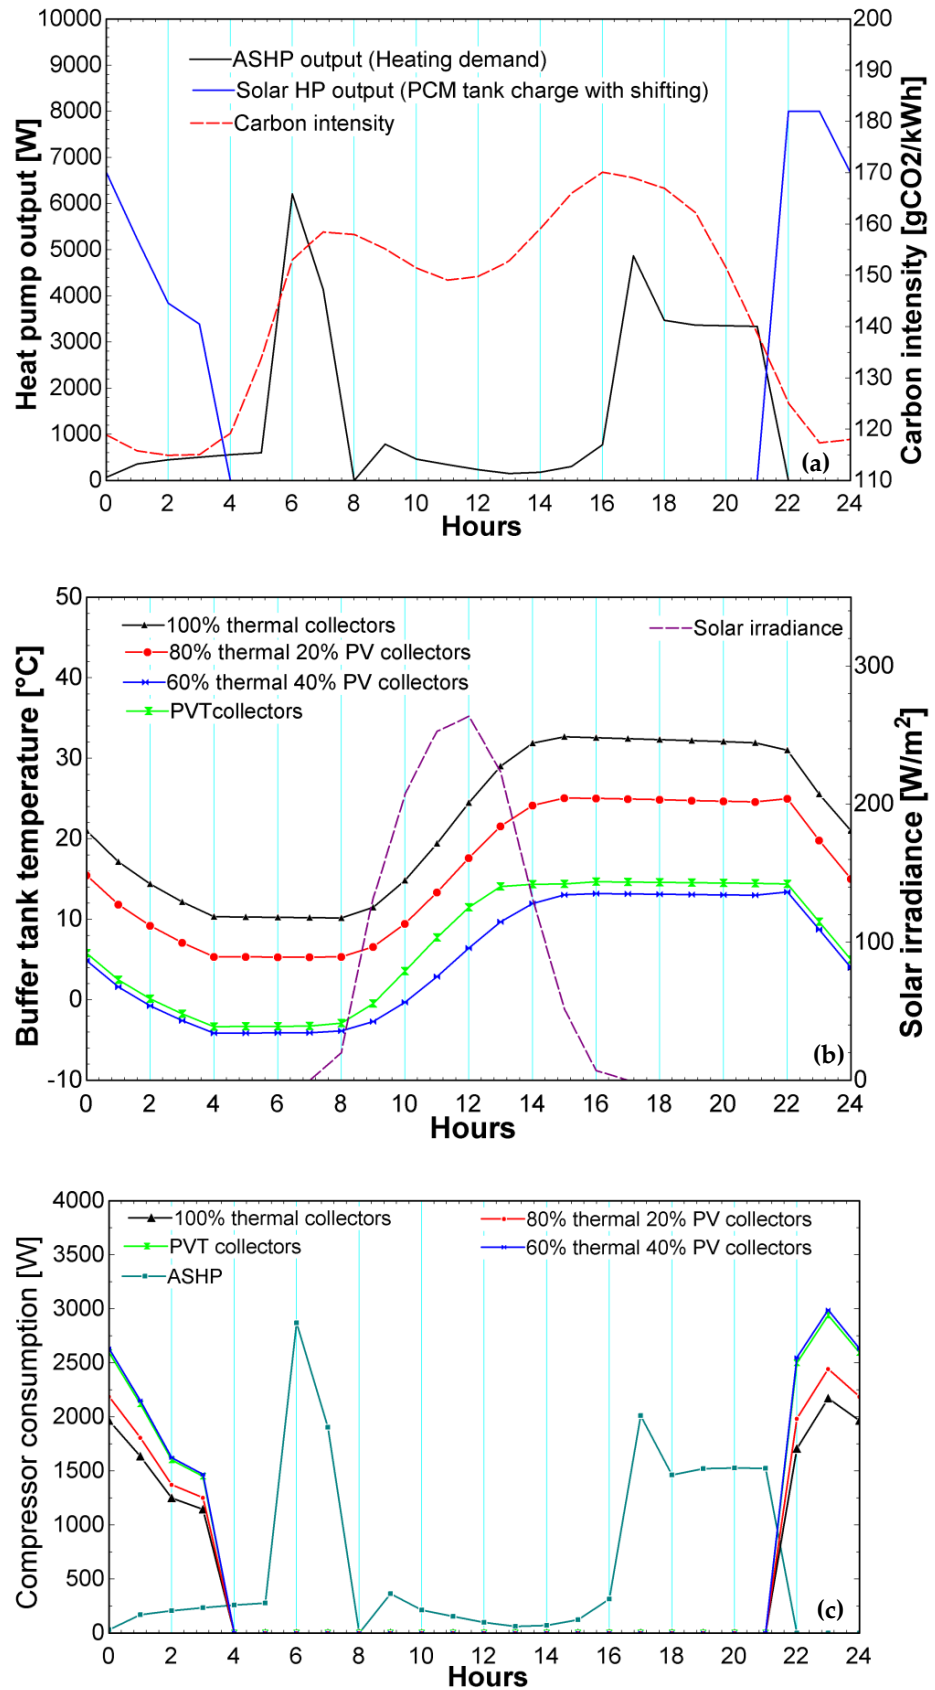 10000
9000
8000
7000
6000
5000
4000
3000
2000
1000
0
Heat pump output [W]
ASHP output (Heating demand)
Solar HP output (PCM tank charge with shifting)
Carbon intensity
200
190
180
170
160
150
140
130
120
110
Carbon intensity [gCO2/kWh]
(a)
0 2 4 6 8 10 12 14 16 18 20 22 24
Hours
50
40
30
20
10
0
-10
Buffer tank temperature [°C]
100% thermal collectors
80% thermal 20% PV collectors
60% thermal 40% PV collectors
PVTcollectors
Solar irradiance
300
200
100
0
Solar irradiance [W/m2]
(b)
0 2 4 6 8 10 12 14 16 18 20 22 24
Hours
4000
3500
3000
2500
2000
1500
1000
500
0
Compressor consumption [W]
100% thermal collectors
PVT collectors
ASHP
80% thermal 20% PV collectors
60% thermal 40% PV collectors
(c)
0 2 4 6 8 10 12 14 16 18 20 22 24
Hours